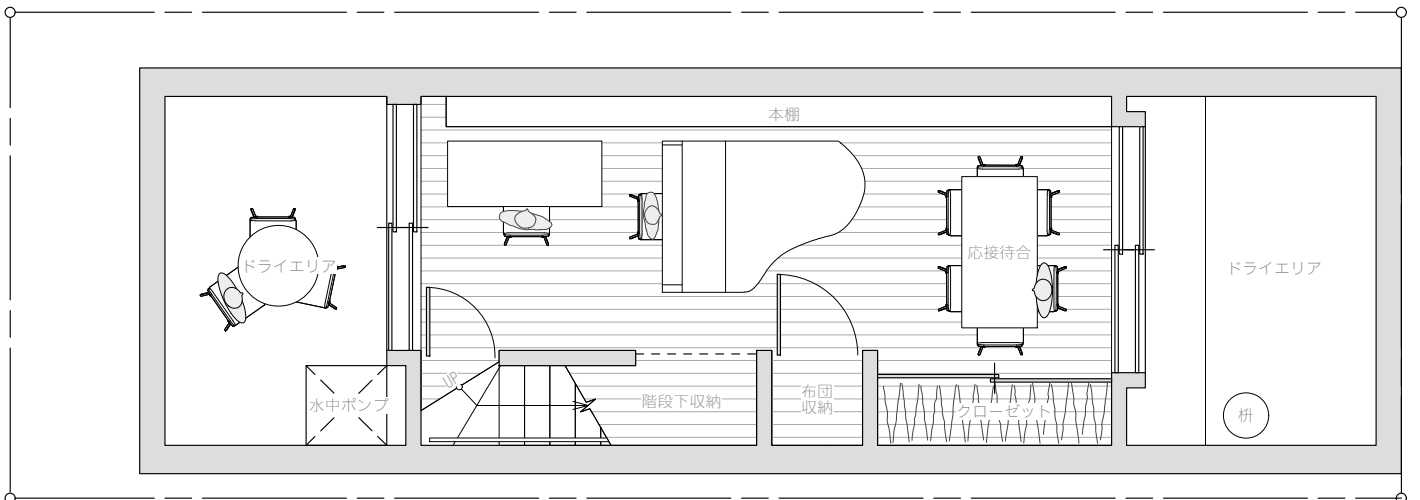 本棚
ドライエリア
応接待合
ドライエリア
UP
水中ポンプ
階段下収納
布団
収納
クローゼット
枡